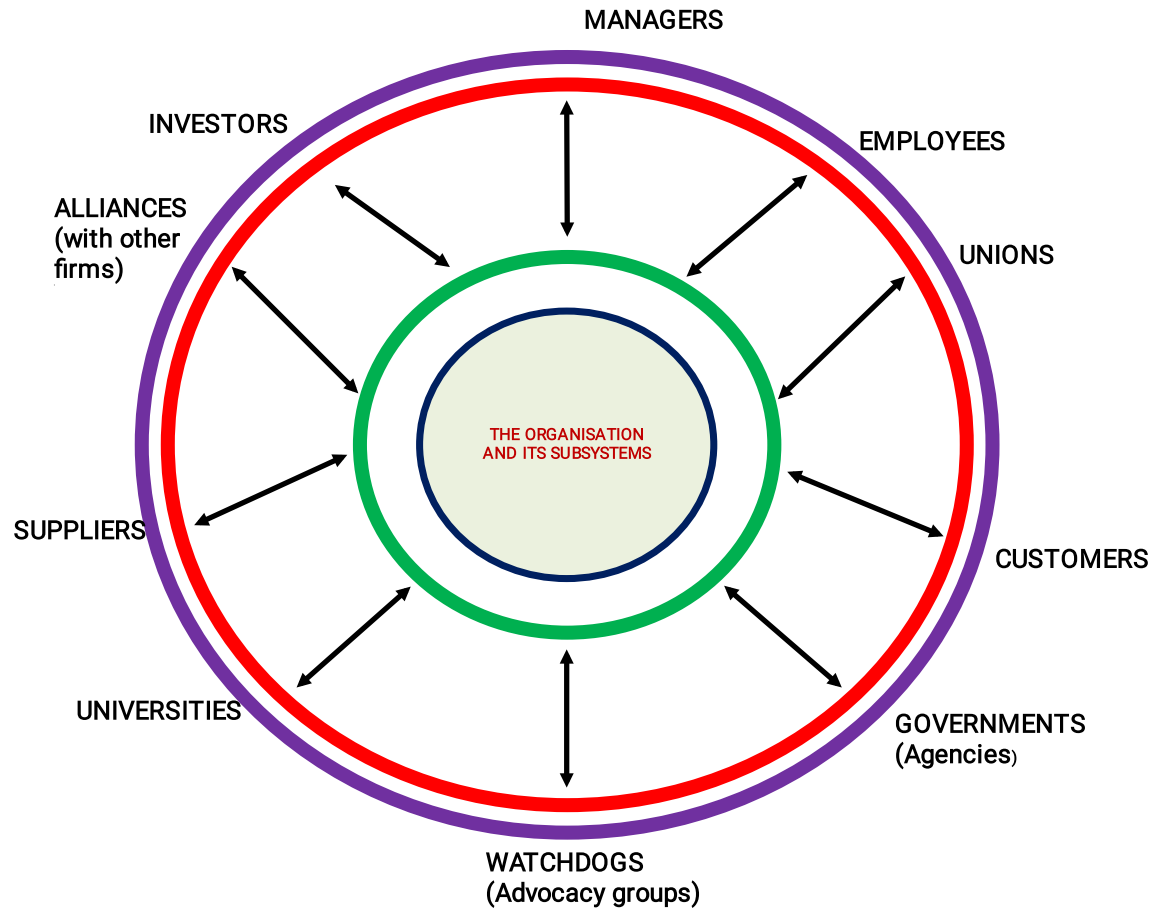 MANAGERS
INVESTORS
EMPLOYEES
ALLIANCES
(with other
firms)
UNIONS
THE ORGANISATION
AND ITS SUBSYSTEMS
SUPPLIERS
CUSTOMERS
UNIVERSITIES
GOVERNMENTS
(Agencies)
WATCHDOGS
(Advocacy groups)